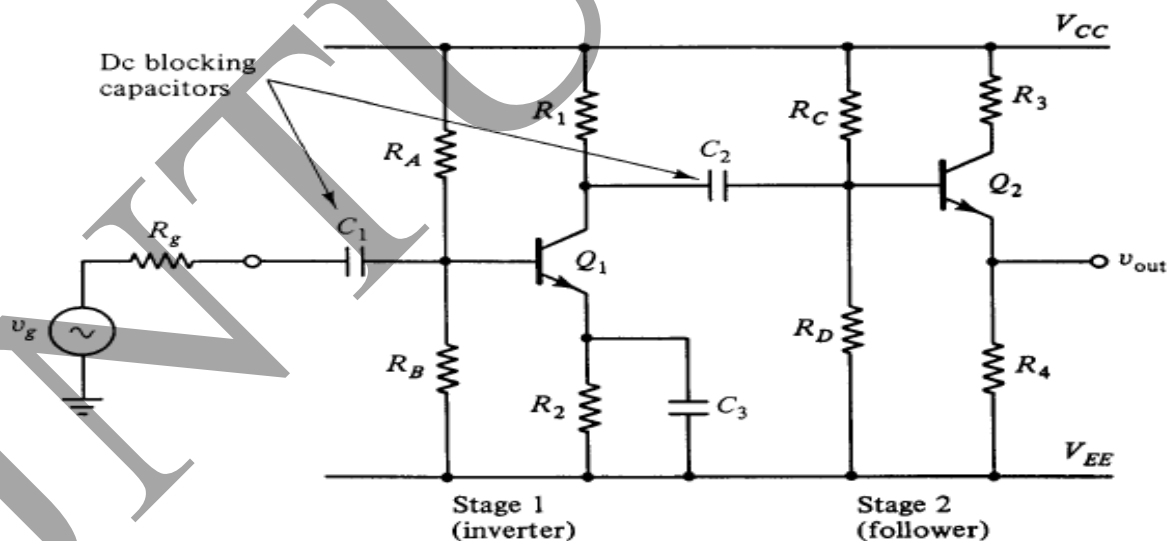 V_CC
Dc blocking
capacitors
R_1
R_C
R_3
R_A
C_2
Q_2
R_g
C_1
Q_1
v_out
v_g
R_D
R_B
R_4
R_2
C_3
V_EE
Stage 1
(inverter)
Stage 2
(follower)